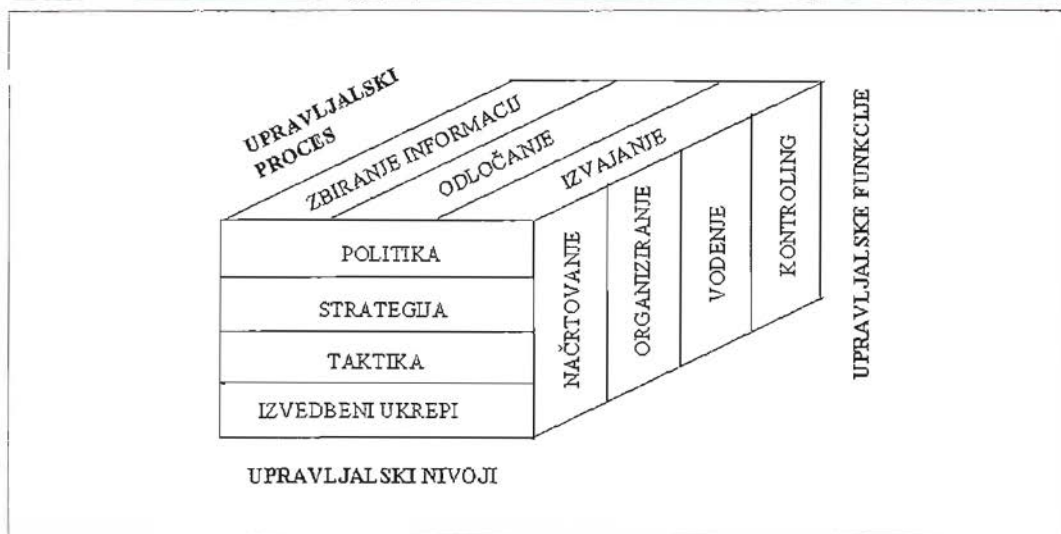 UPRAVLJALSKI
PROCES
ZBIRANJE INFORMACIJ
ODLOČANJE
IZVAJANJE
POLITIKA
STRATEGIJA
TAKTIKA
IZVEDBENI UKREPI
NAČRTOVANJE
ORGANIZIRANJE
VODENJE
KONTROLING
UPRAVLJALSKE FUNKCIJE
UPRAVLJALSKI NIVOJI